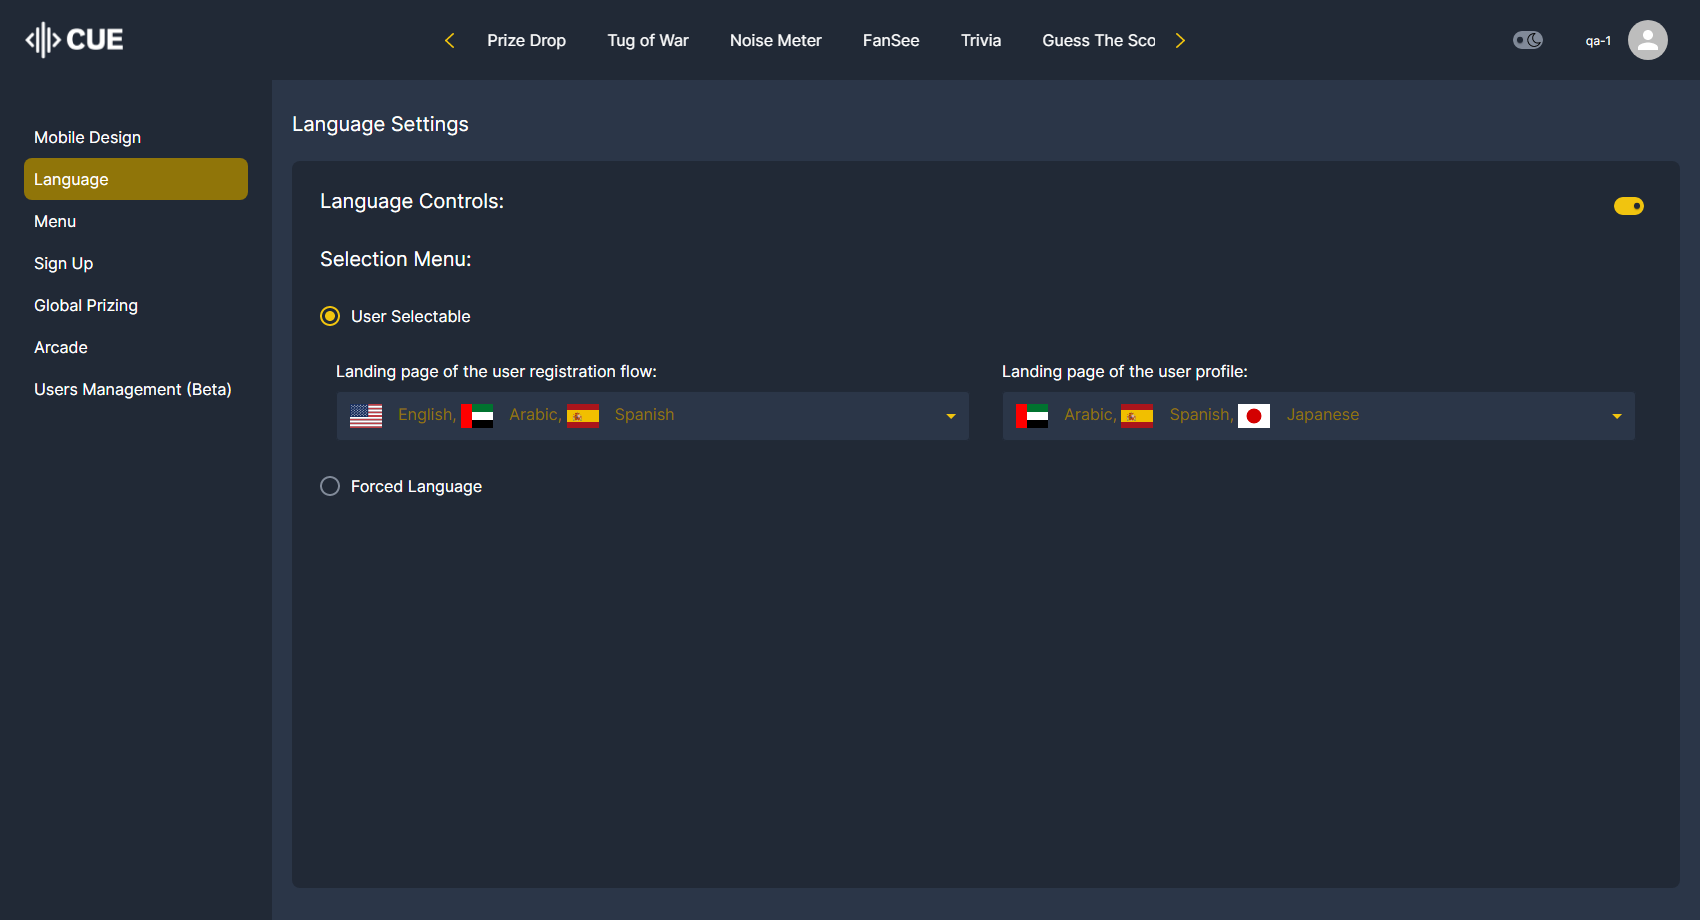 CUE
Prize Drop
Tug of War
Noise Meter
FanSee
Trivia
Guess The Sco
qa-1
Mobile Design
Language
Menu
Sign Up
Global Prizing
Arcade
Users Management (Beta)
Language Settings
Language Controls:
Selection Menu:
User Selectable
Landing page of the user registration flow:
English, Arabic, Spanish
Landing page of the user profile:
Arabic, Spanish, Japanese
Forced Language